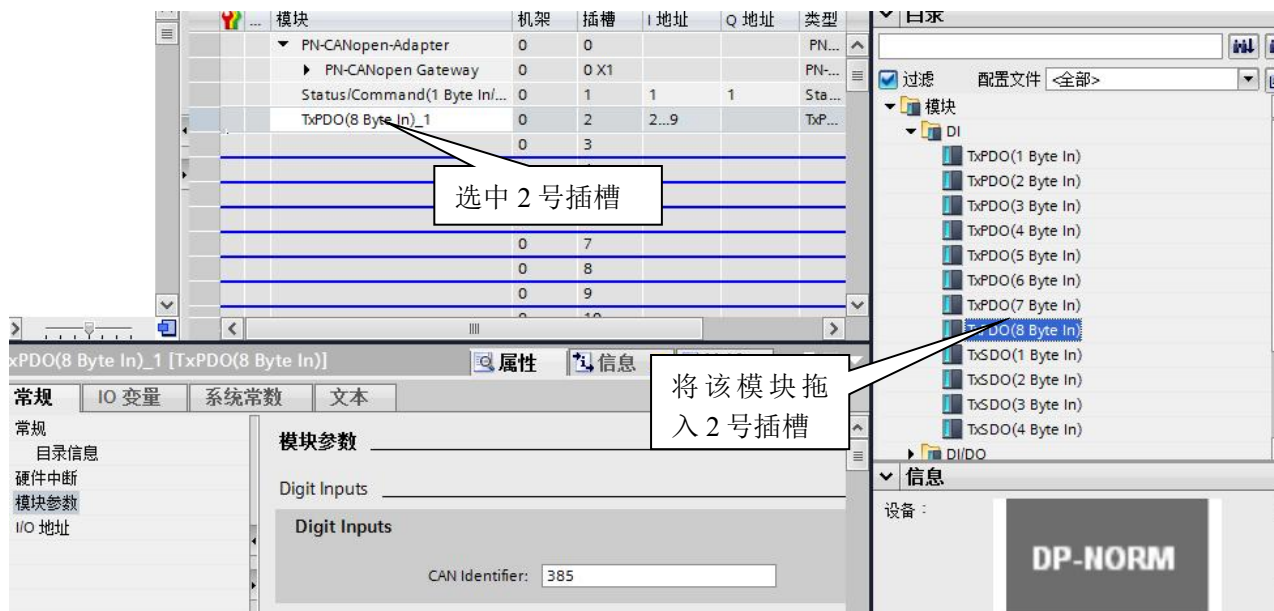 ... 模块 机架 插槽 I 地址 Q 地址 类型
PN-CANopen-Adapter 0 0 PN...
PN-CANopen Gateway 0 0 X1 PN-...
Status/Command(1 Byte In/... 0 1 1 1 Sta...
TxPDO(8 Byte In)_1 0 2 2...9 TxP...
0 3
选中 2 号插槽
0 7
0 8
0 9
目录
过滤 配置文件 <全部>
模块
DI
TxPDO(1 Byte In)
TxPDO(2 Byte In)
TxPDO(3 Byte In)
TxPDO(4 Byte In)
TxPDO(5 Byte In)
TxPDO(6 Byte In)
TxPDO(7 Byte In)
TxPDO(8 Byte In)
TxSDO(1 Byte In)
TxSDO(2 Byte In)
TxSDO(3 Byte In)
TxSDO(4 Byte In)
DI/DO
将该模块拖
入 2 号插槽
xPDO(8 Byte In)_1 [TxPDO(8 Byte In)] 属性 信息
常规 IO 变量 系统常数 文本
常规
目录信息
硬件中断
模块参数
I/O 地址
模块参数
Digit Inputs
Digit Inputs
CAN Identifier: 385
信息
设备：
DP-NORM